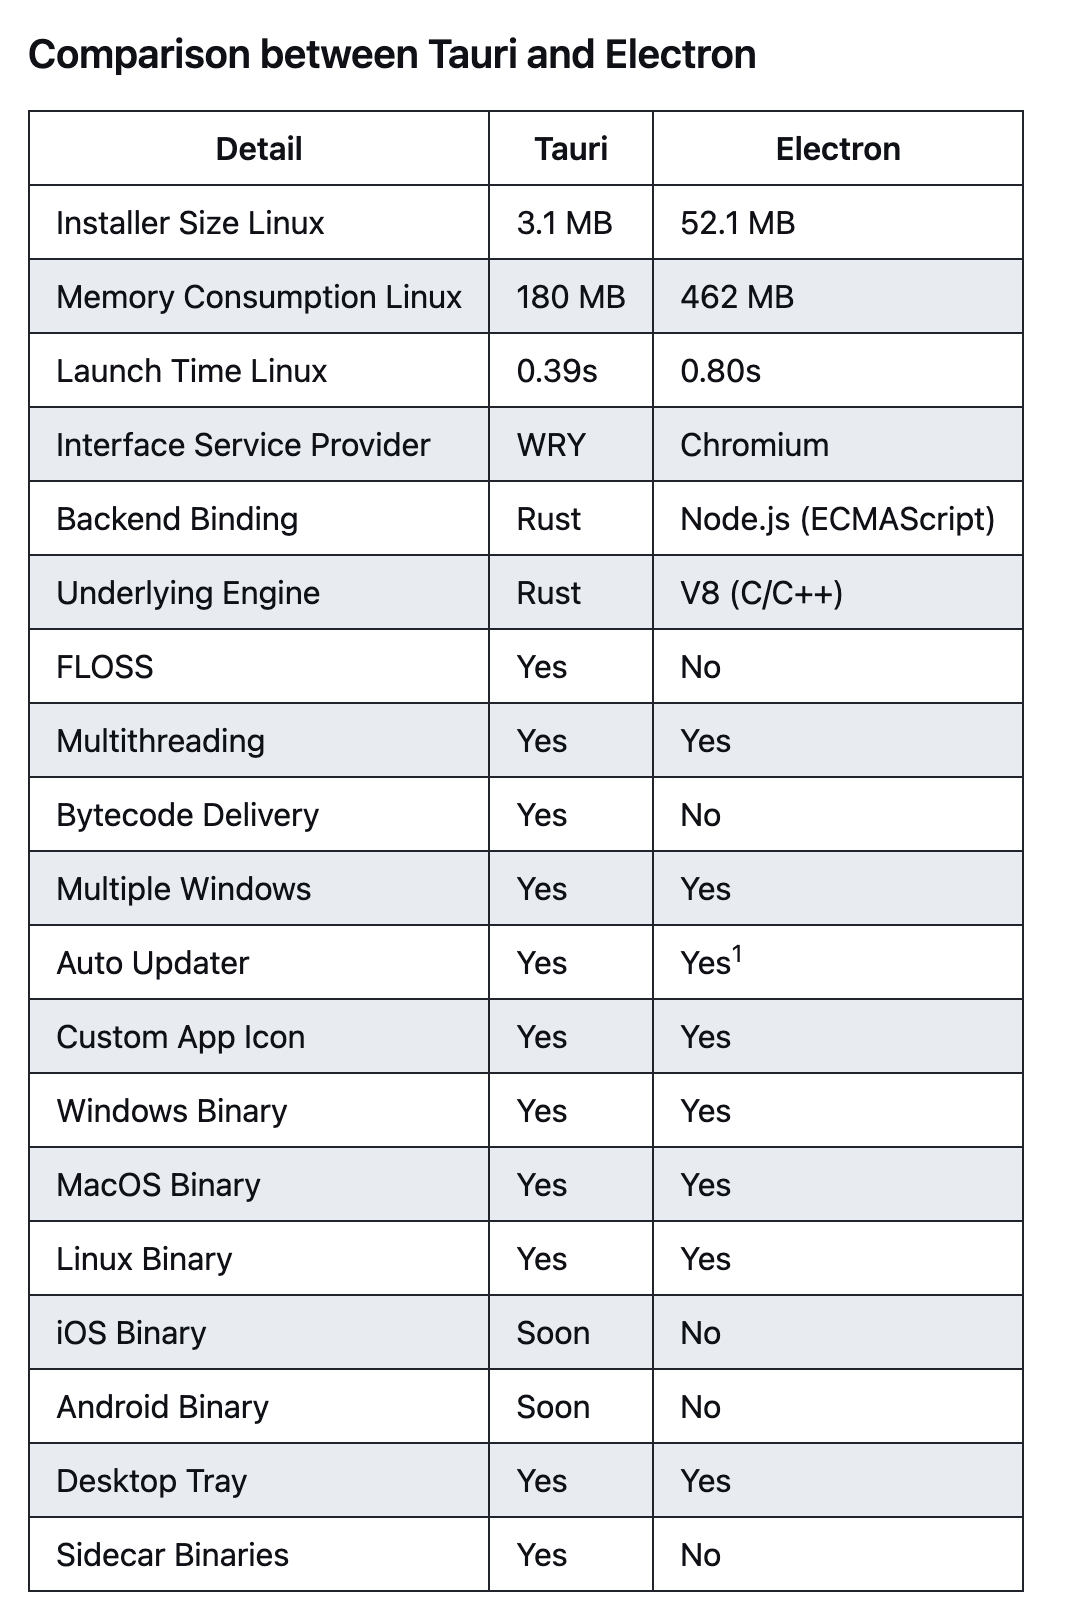 Comparison between Tauri and Electron
Detail Tauri Electron
Installer Size Linux 3.1 MB 52.1 MB
Memory Consumption Linux 180 MB 462 MB
Launch Time Linux 0.39s 0.80s
Interface Service Provider WRY Chromium
Backend Binding Rust Node.js (ECMAScript)
Underlying Engine Rust V8 (C/C++)
FLOSS Yes No
Multithreading Yes Yes
Bytecode Delivery Yes No
Multiple Windows Yes Yes
Auto Updater Yes Yes¹
Custom App Icon Yes Yes
Windows Binary Yes Yes
MacOS Binary Yes Yes
Linux Binary Yes Yes
iOS Binary Soon No
Android Binary Soon No
Desktop Tray Yes Yes
Sidecar Binaries Yes No